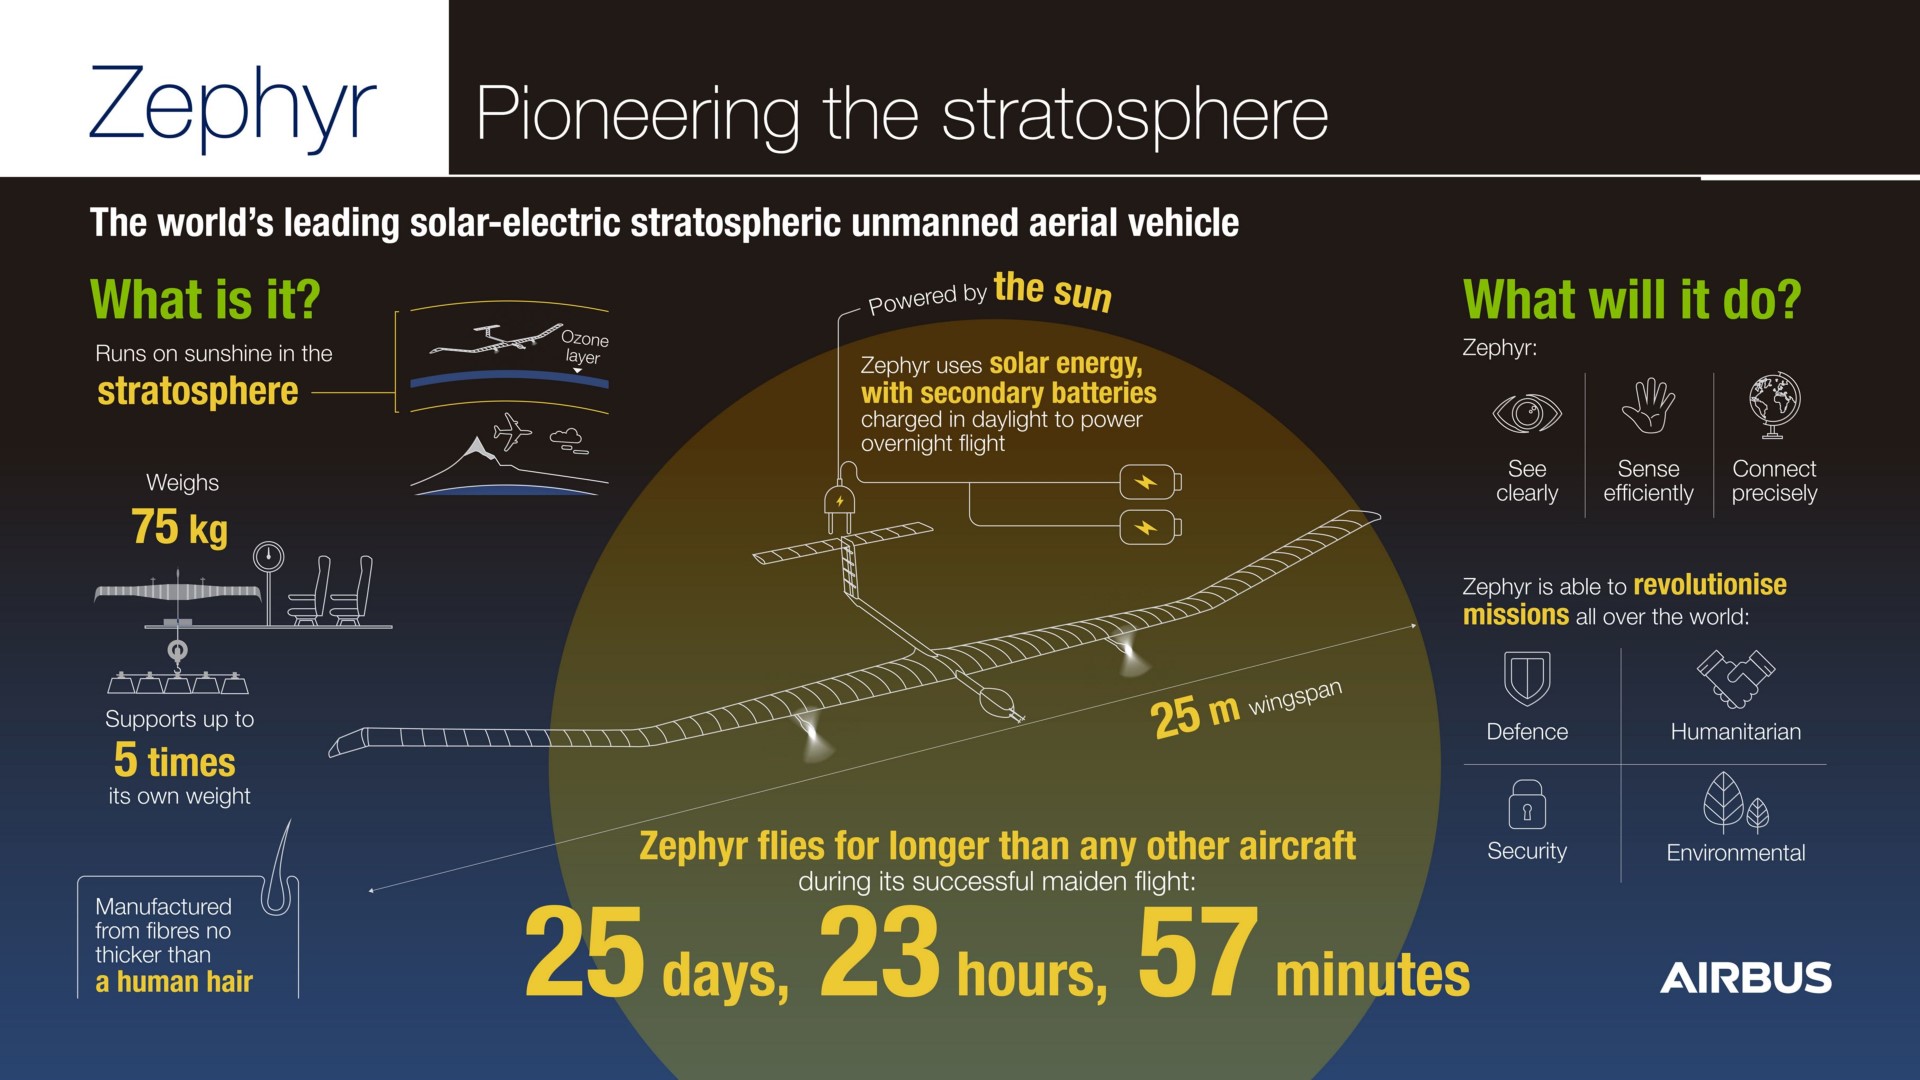 Zephyr
Pioneering the stratosphere
The world's leading solar-electric stratospheric unmanned aerial vehicle
What is it?
Runs on sunshine in the
stratosphere
Ozone
layer
Weighs
75 kg
Supports up to
5 times
its own weight
Manufactured
from fibres no
thicker than
a human hair
Powered by the sun
Zephyr uses solar energy,
with secondary batteries
charged in daylight to power
overnight flight
25 m wingspan
Zephyr flies for longer than any other aircraft
during its successful maiden flight:
25 days, 23 hours, 57 minutes
What will it do?
Zephyr:
See
clearly
Sense
efficiently
Connect
precisely
Zephyr is able to revolutionise
missions all over the world:
Defence
Humanitarian
Security
Environmental
AIRBUS